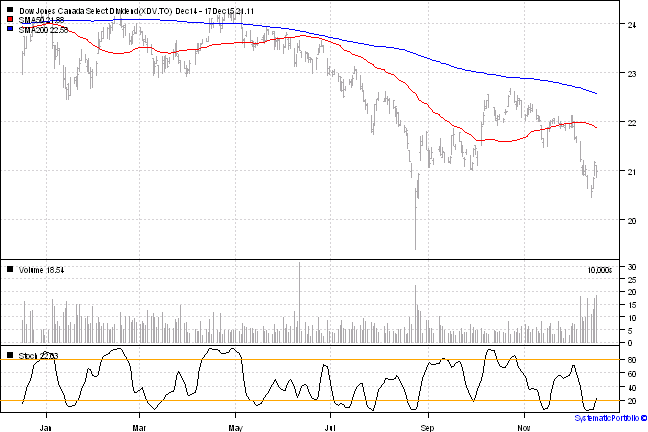 Dow Jones Canada Select Dividend(XDV.TO) Dec14 - 17Dec15 21.11
SMA50 21.88
SMA200 22.58
24
23
22
21
20
Volume 18.54
10,000s
30
25
20
15
10
5
0
Stoch 22.63
80
60
40
20
Jan Mar May Jul Sep Nov
SystematicPortfolio ©